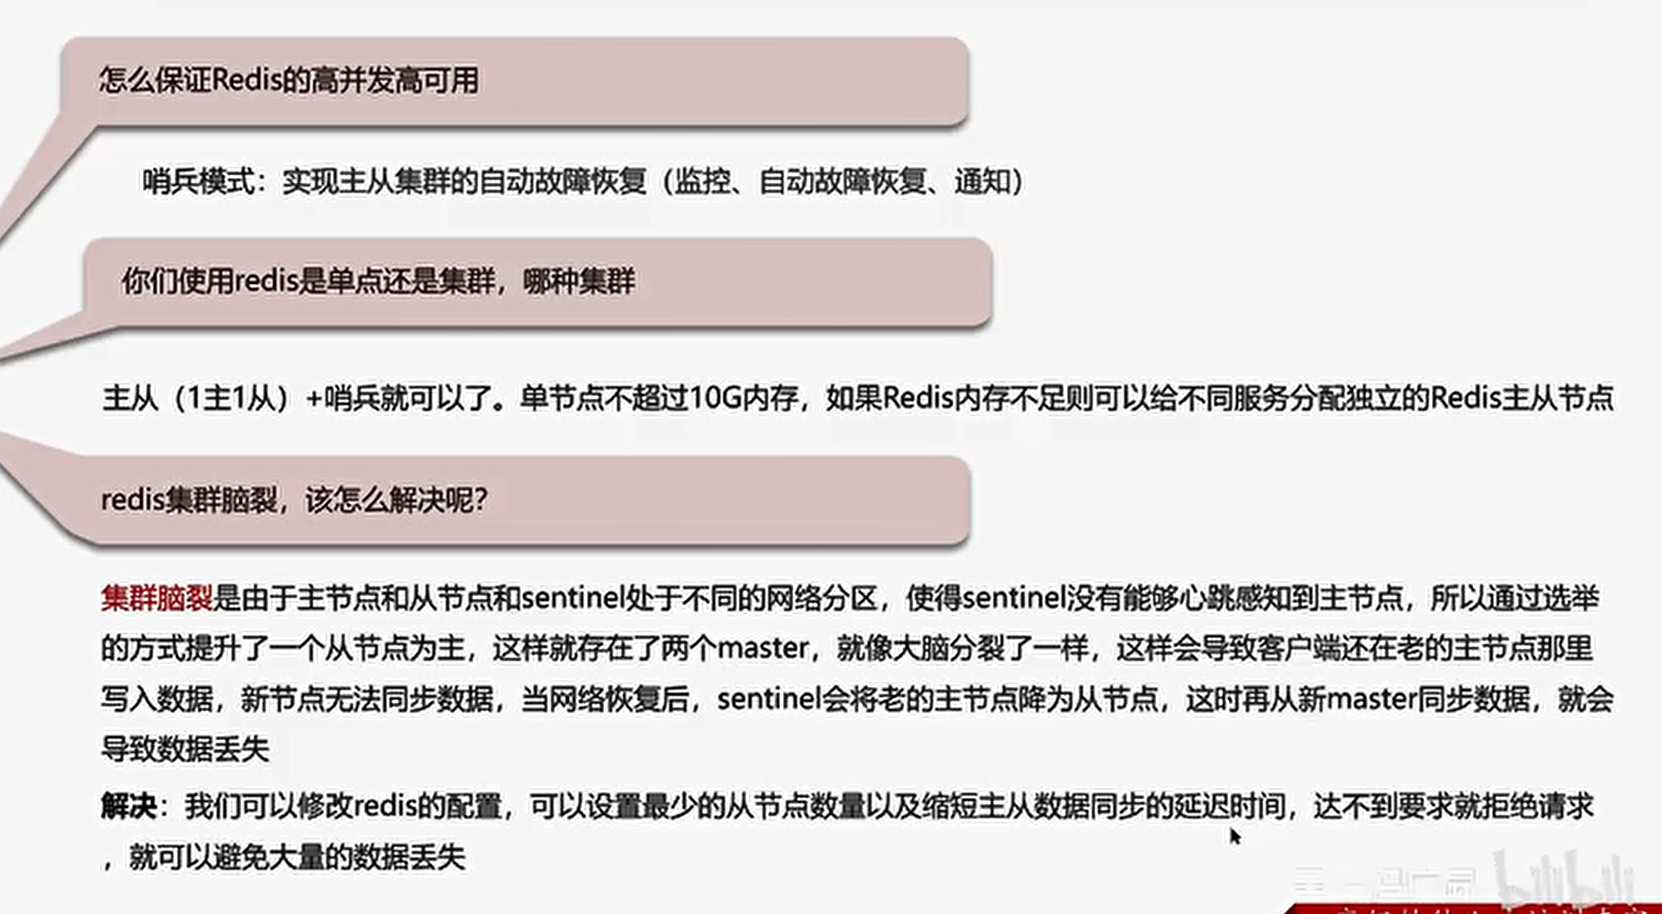 怎么保证Redis的高并发高可用
哨兵模式：实现主从集群的自动故障恢复（监控、自动故障恢复、通知）
你们使用redis是单点还是集群，哪种集群
主从（1主1从）+哨兵就可以了。单节点不超过10G内存，如果Redis内存不足则可以给不同服务分配独立的Redis主从节点
redis集群脑裂，该怎么解决呢？
集群脑裂是由于主节点和从节点和sentinel处于不同的网络分区，使得sentinel没有能够心跳感知到主节点，所以通过选举
的方式提升了一个从节点为主，这样就存在了两个master，就像大脑分裂了一样，这样会导致客户端还在老的主节点那里
写入数据，新节点无法同步数据，当网络恢复后，sentinel会将老的主节点降为从节点，这时再从新master同步数据，就会
导致数据丢失
解决：我们可以修改redis的配置，可以设置最少的从节点数量以及缩短主从数据同步的延迟时间，达不到要求就拒绝请求
，就可以避免大量的数据丢失
bilibili